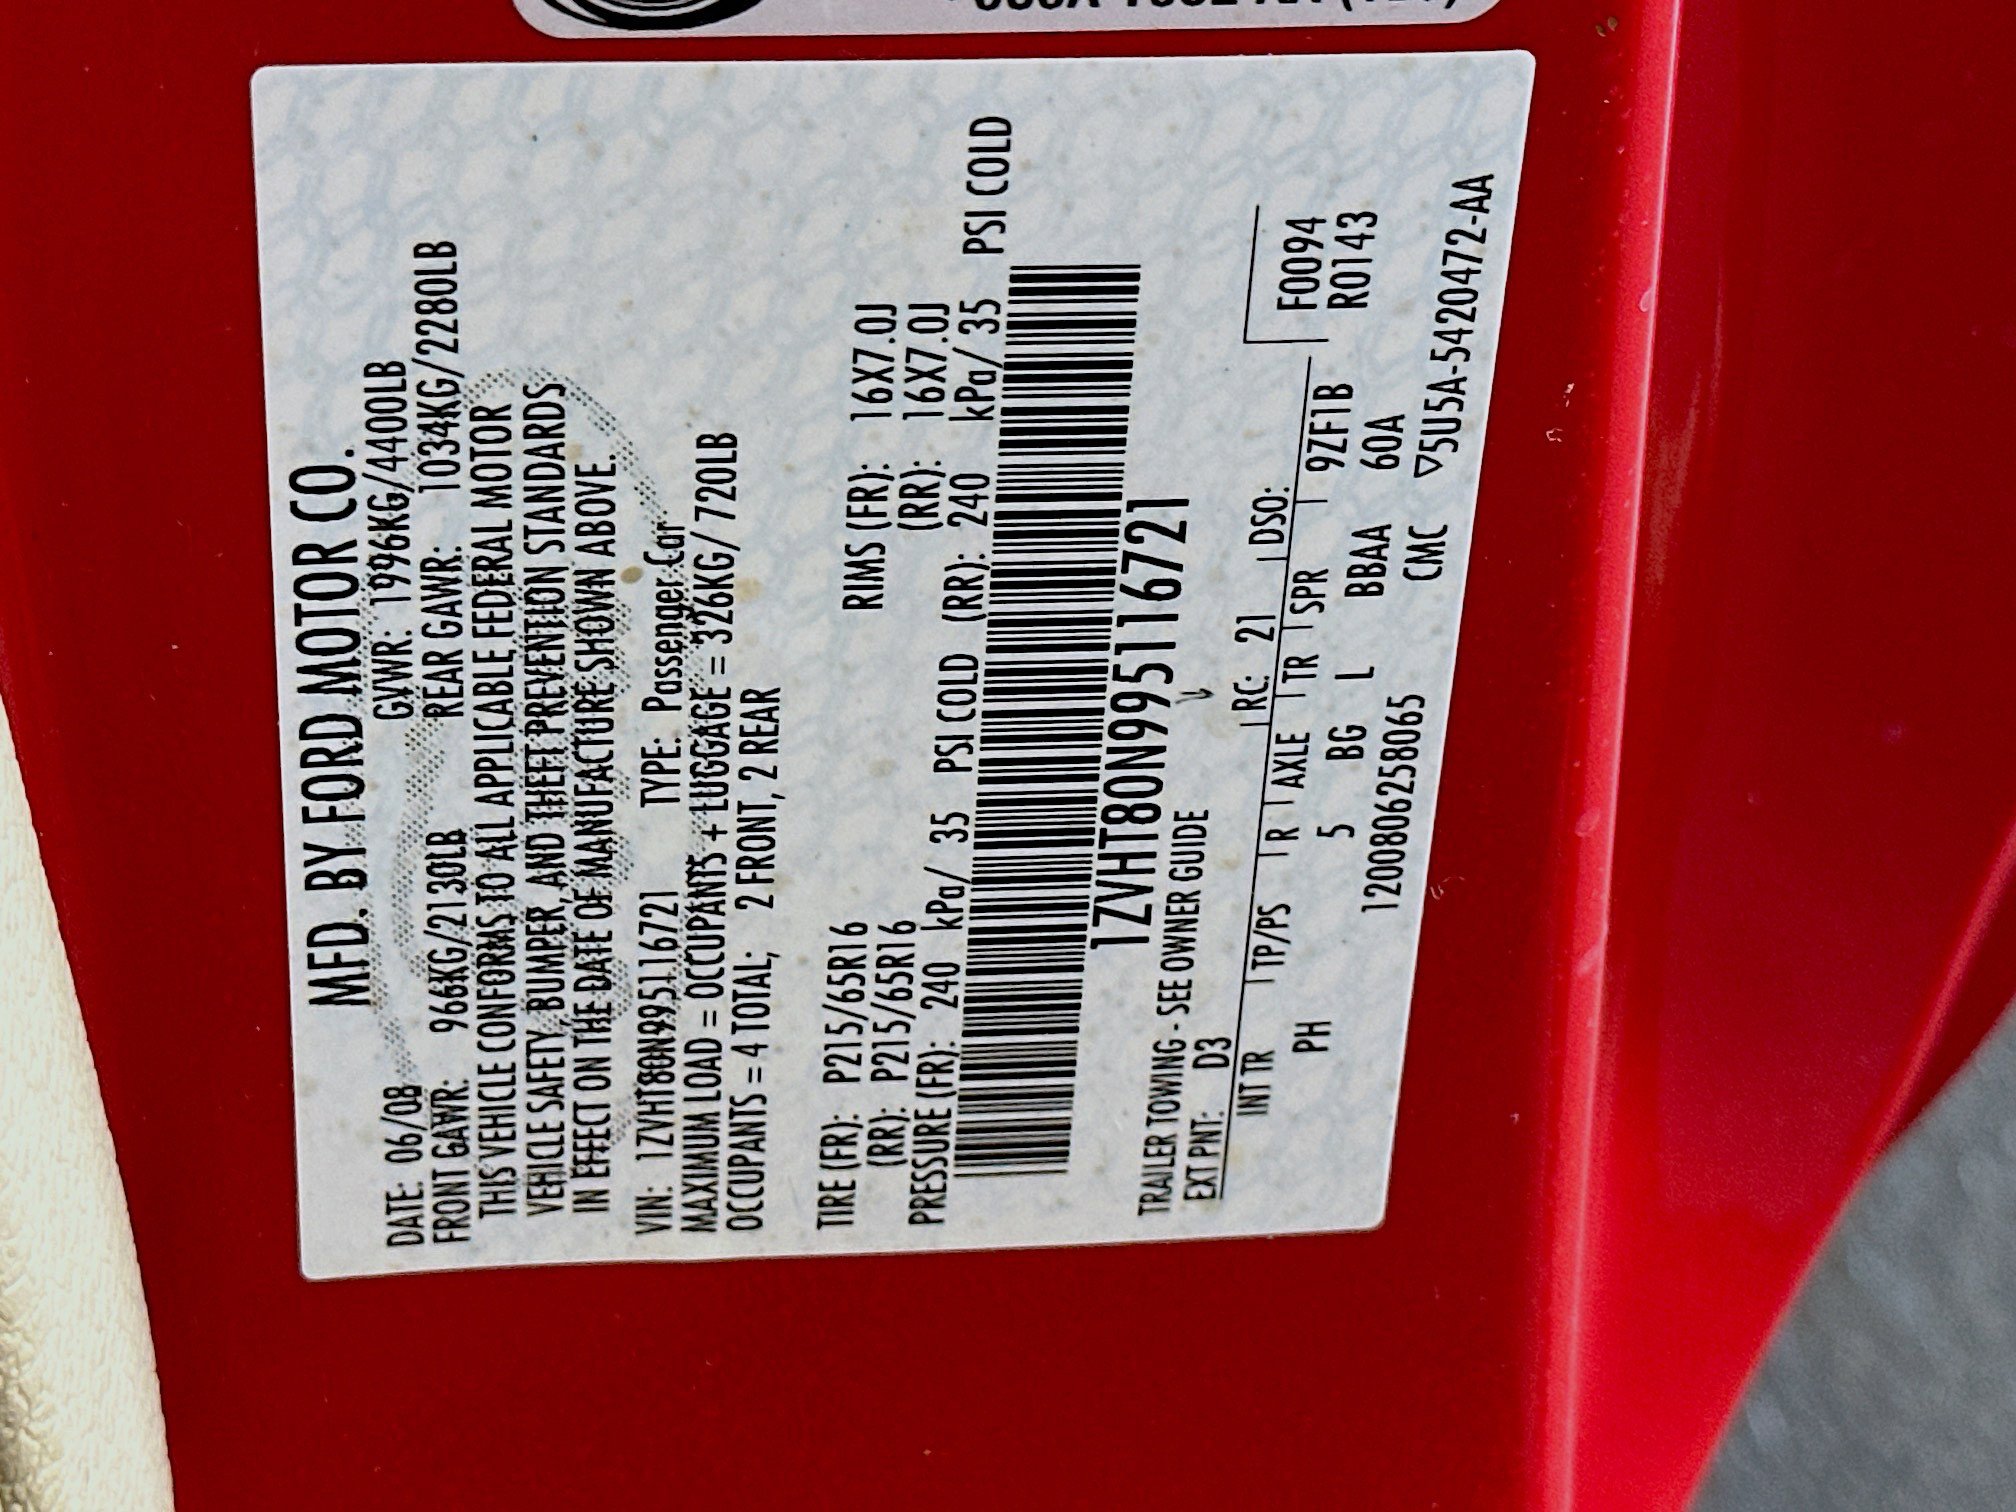 MFD. BY FORD MOTOR CO.
DATE: 06/08 GVWR: 1996KG/4400LB
FRONT GAWR: 966KG/2130LB REAR GAWR: 1034KG/2280LB
THIS VEHICLE CONFORMS TO ALL APPLICABLE FEDERAL MOTOR
VEHICLE SAFETY, BUMPER, AND THEFT PREVENTION STANDARDS
IN EFFECT ON THE DATE OF MANUFACTURE SHOWN ABOVE.
VIN: 1ZVHT80N995116721 TYPE: Passenger Car
MAXIMUM LOAD = OCCUPANTS + LUGGAGE = 326KG/ 720LB
OCCUPANTS = 4 TOTAL; 2 FRONT, 2 REAR
TIRE (FR): P215/65R16 RIMS (FR): 16X7.0J
(RR): P215/65R16 (RR): 16X7.0J
PRESSURE (FR): 240 kPa/ 35 PSI COLD (RR): 240 kPa/ 35 PSI COLD
1ZVHT80N995116721
TRAILER TOWING - SEE OWNER GUIDE
EXT PNT: D3 RC: 21 DSO:
INT TR TP/PS R AXLE TR SPR 9ZF1B
PH 5 BG L BBAA 60A
F0094
R0143
12008062580​65 CMC ▽5U5A-5420472-AA